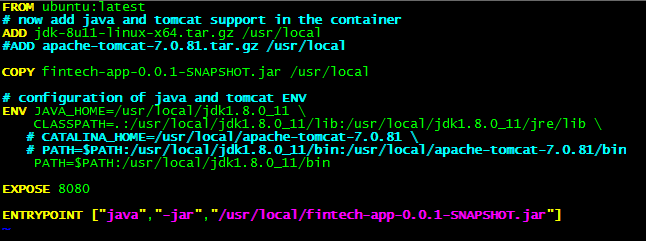 FROM ubuntu:latest
# now add java and tomcat support in the container
ADD jdk-8u11-linux-x64.tar.gz /usr/local
#ADD apache-tomcat-7.0.81.tar.gz /usr/local
COPY fintech-app-0.0.1-SNAPSHOT.jar /usr/local
# configuration of java and tomcat ENV
ENV JAVA_HOME=/usr/local/jdk1.8.0_11 \
CLASSPATH=.:/usr/local/jdk1.8.0_11/lib:/usr/local/jdk1.8.0_11/jre/lib \
# CATALINA_HOME=/usr/local/apache-tomcat-7.0.81 \
# PATH=$PATH:/usr/local/jdk1.8.0_11/bin:/usr/local/apache-tomcat-7.0.81/bin
PATH=$PATH:/usr/local/jdk1.8.0_11/bin
EXPOSE 8080
ENTRYPOINT ["java","-jar","/usr/local/fintech-app-0.0.1-SNAPSHOT.jar"]
~